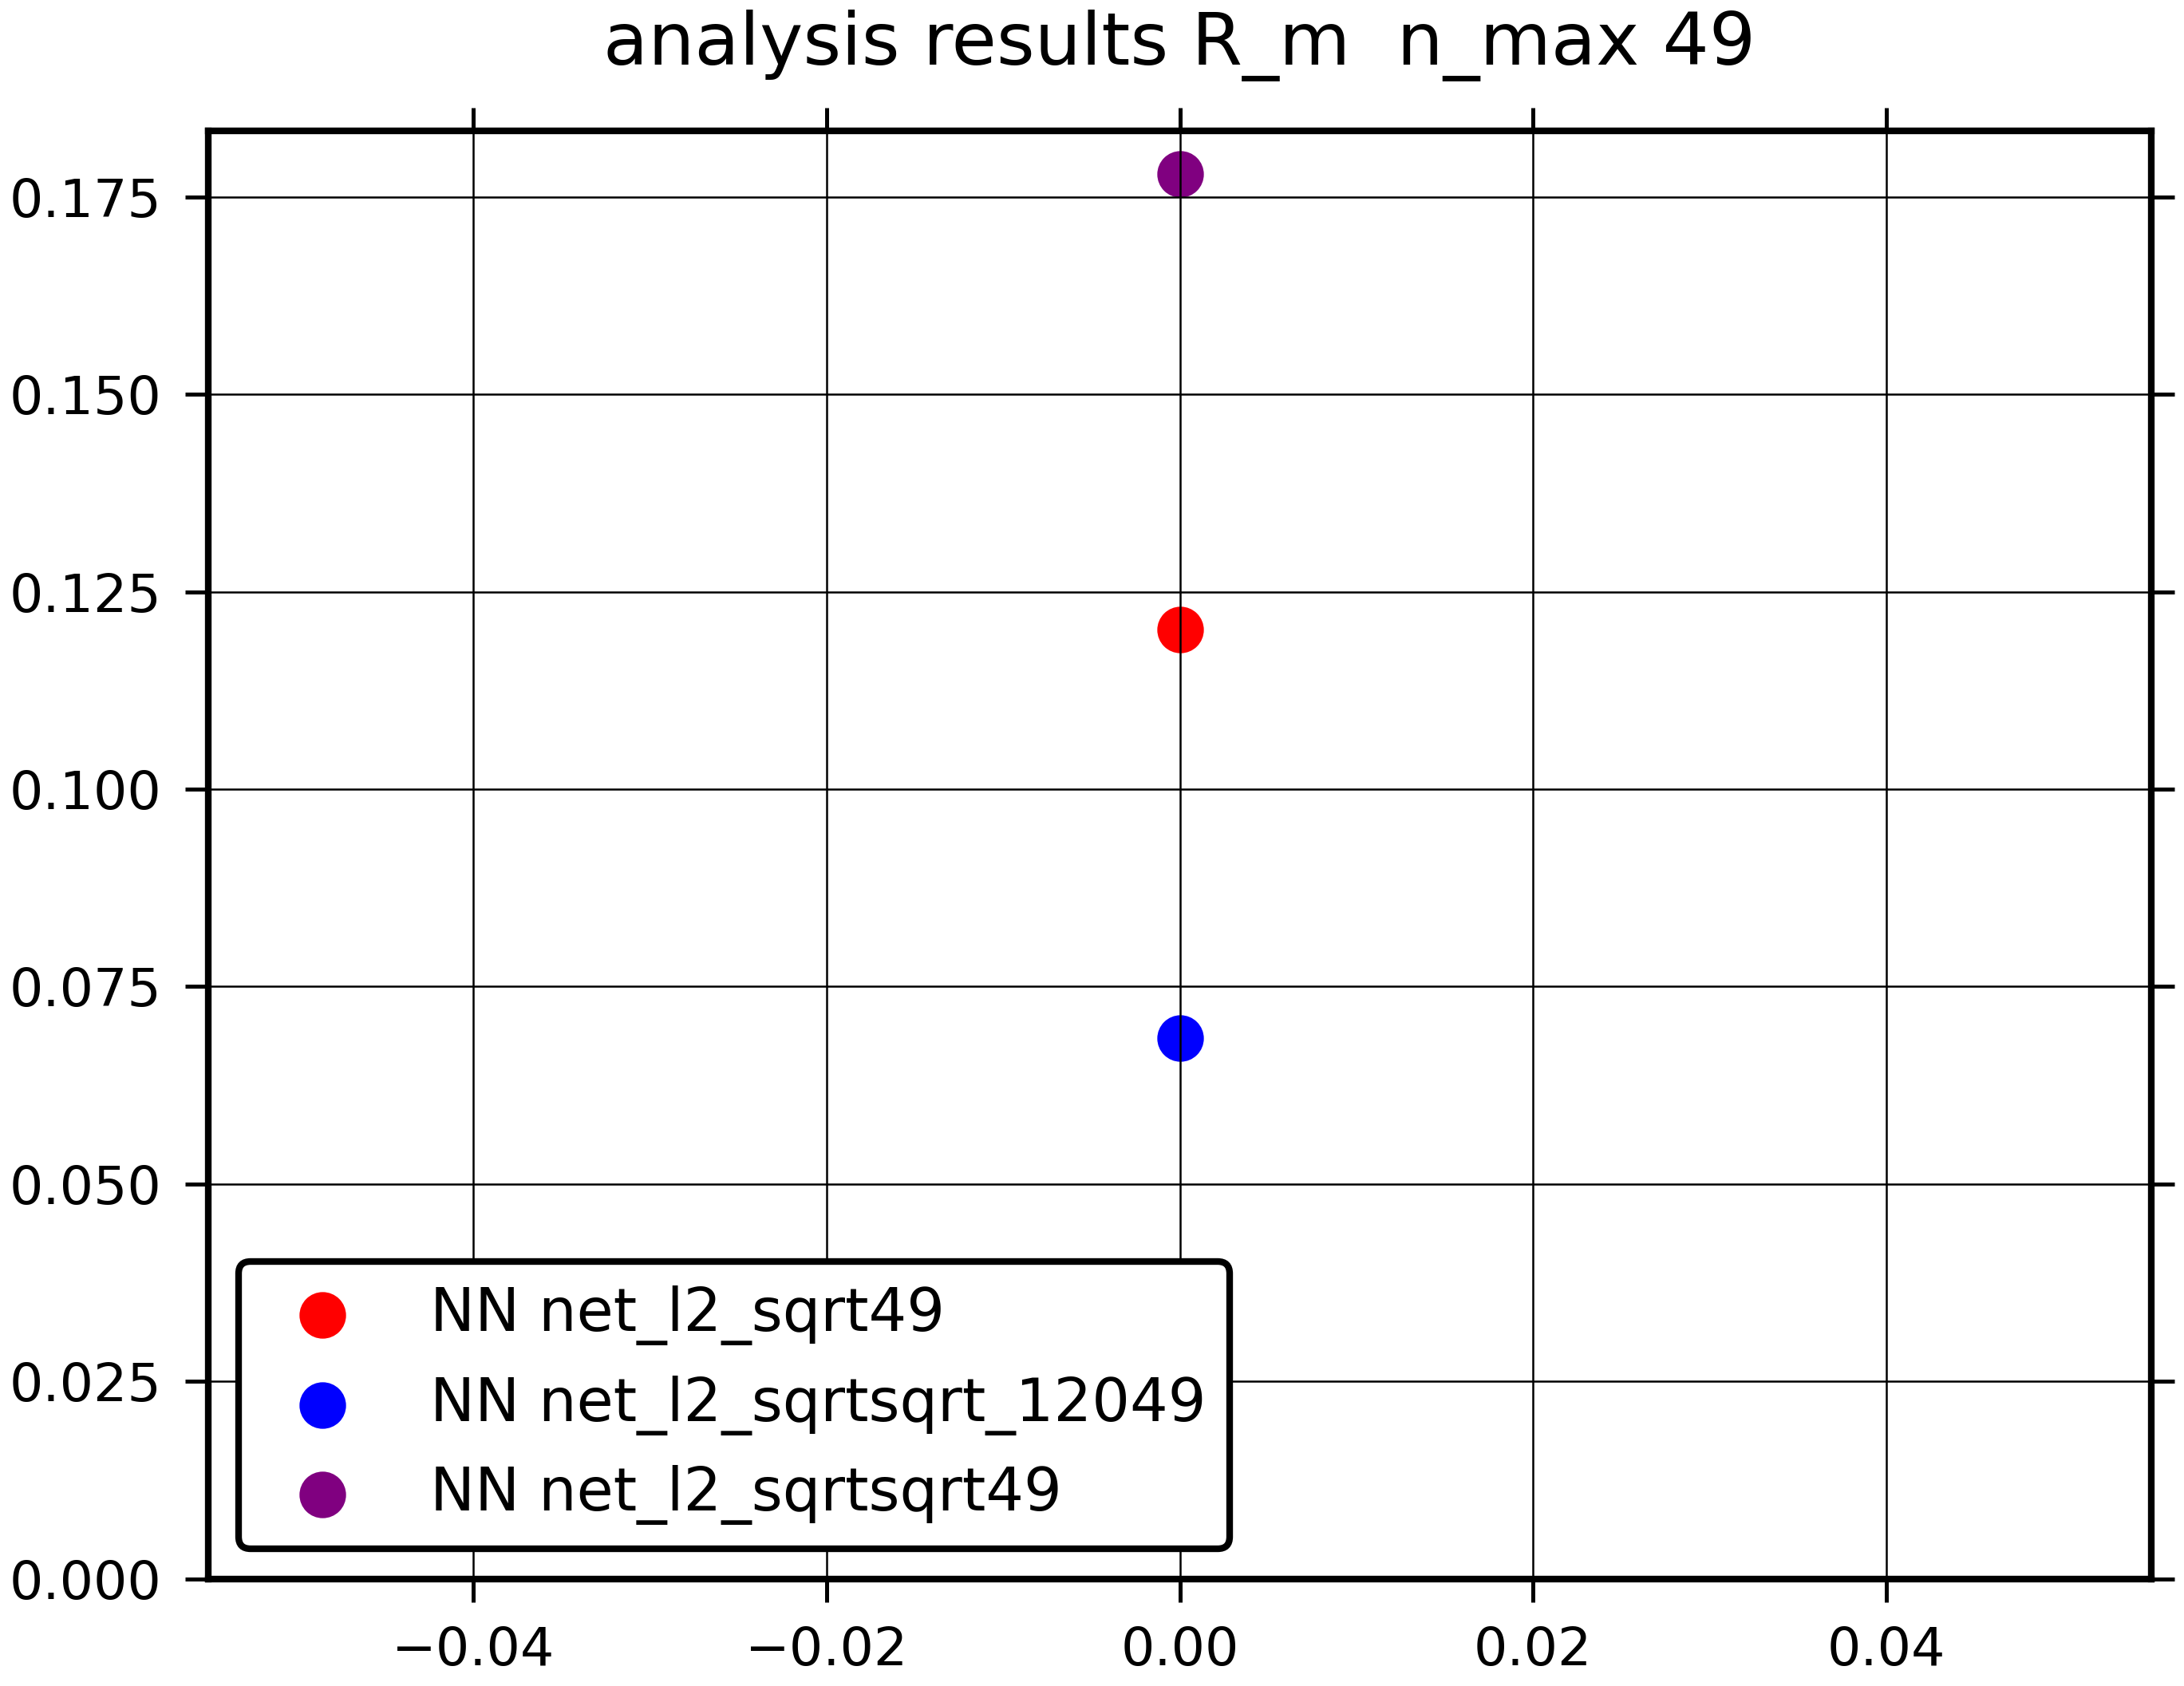 analysis results R_m  n_max 49
0.175
0.150
0.125
0.100
0.075
0.050
0.025
0.000
NN net_l2_sqrt49
NN net_l2_sqrtsqrt_12049
NN net_l2_sqrtsqrt49
−0.04 −0.02 0.00 0.02 0.04